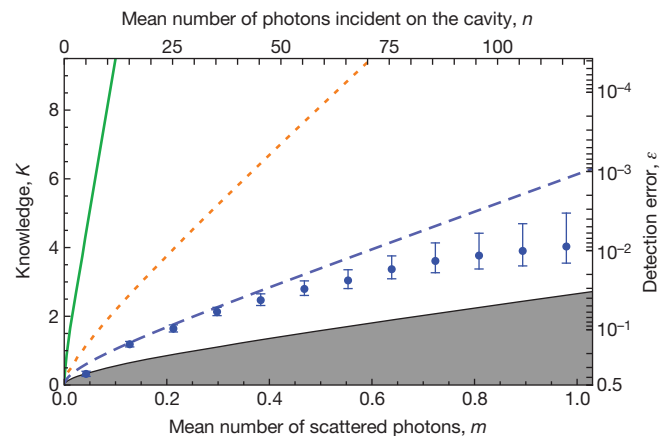 Mean number of photons incident on the cavity, n
0 25 50 75 100
8
6
4
2
0
Knowledge, K
10⁻⁴
10⁻³
10⁻²
10⁻¹
0.5
Detection error, ε
0.0 0.2 0.4 0.6 0.8 1.0
Mean number of scattered photons, m